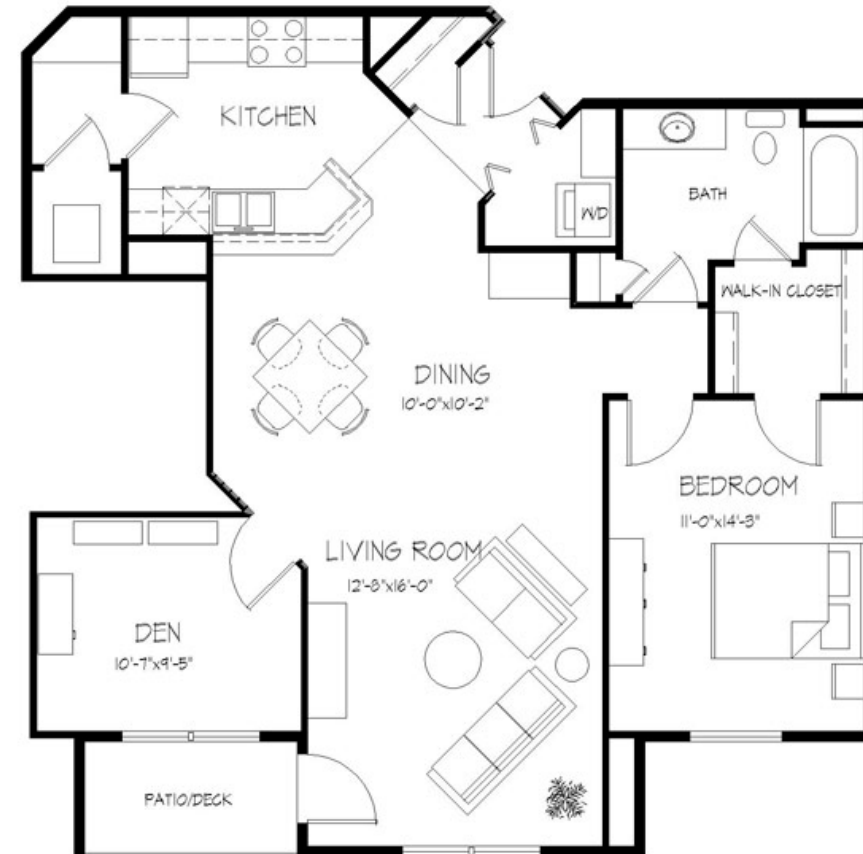 KITCHEN
W/D
BATH
WALK-IN CLOSET
DINING
10'-0"x10'-2"
BEDROOM
11'-0"x14'-3"
LIVING ROOM
12'-8"x16'-0"
DEN
10'-7"x9'-5"
PATIO/DECK